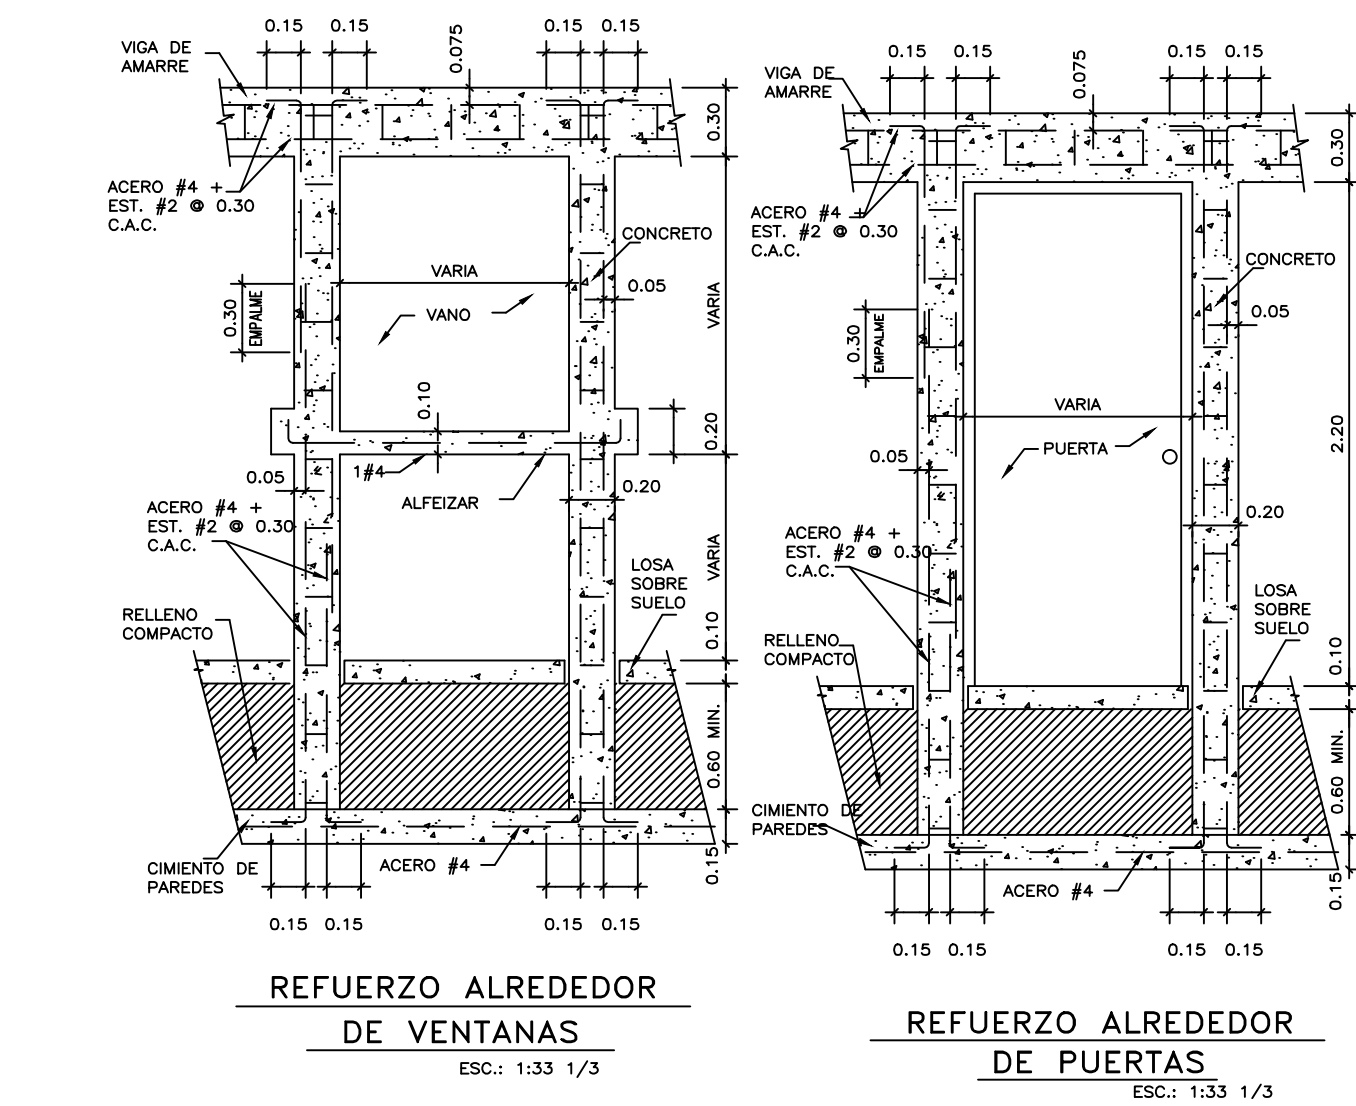 0.15
0.15
0.075
0.15
0.15
VIGA DE
AMARRE
0.30
ACERO #4 +
EST. #2 @ 0.30
C.A.C.
CONCRETO
VARIA
0.05
VANO
0.30
EMPALME
VARIA
0.10
0.20
0.05
1#4
ALFEIZAR
0.20
ACERO #4 +
EST. #2 @ 0.30
C.A.C.
VARIA
LOSA
SOBRE
SUELO
RELLENO
COMPACTO
0.10
0.60 MIN.
CIMIENTO DE
PAREDES
ACERO #4
0.15
0.15
0.15
0.15
0.15
REFUERZO ALREDEDOR
DE VENTANAS
ESC.: 1:33 1/3
0.15
0.15
0.075
0.15
0.15
VIGA DE
AMARRE
0.30
ACERO #4 +
EST. #2 @ 0.30
C.A.C.
CONCRETO
0.05
0.30
EMPALME
VARIA
PUERTA
2.20
0.05
0.20
ACERO #4 +
EST. #2 @ 0.30
C.A.C.
LOSA
SOBRE
SUELO
RELLENO
COMPACTO
0.10
0.60 MIN.
CIMIENTO DE
PAREDES
ACERO #4
0.15
0.15
0.15
0.15
0.15
REFUERZO ALREDEDOR
DE PUERTAS
ESC.: 1:33 1/3